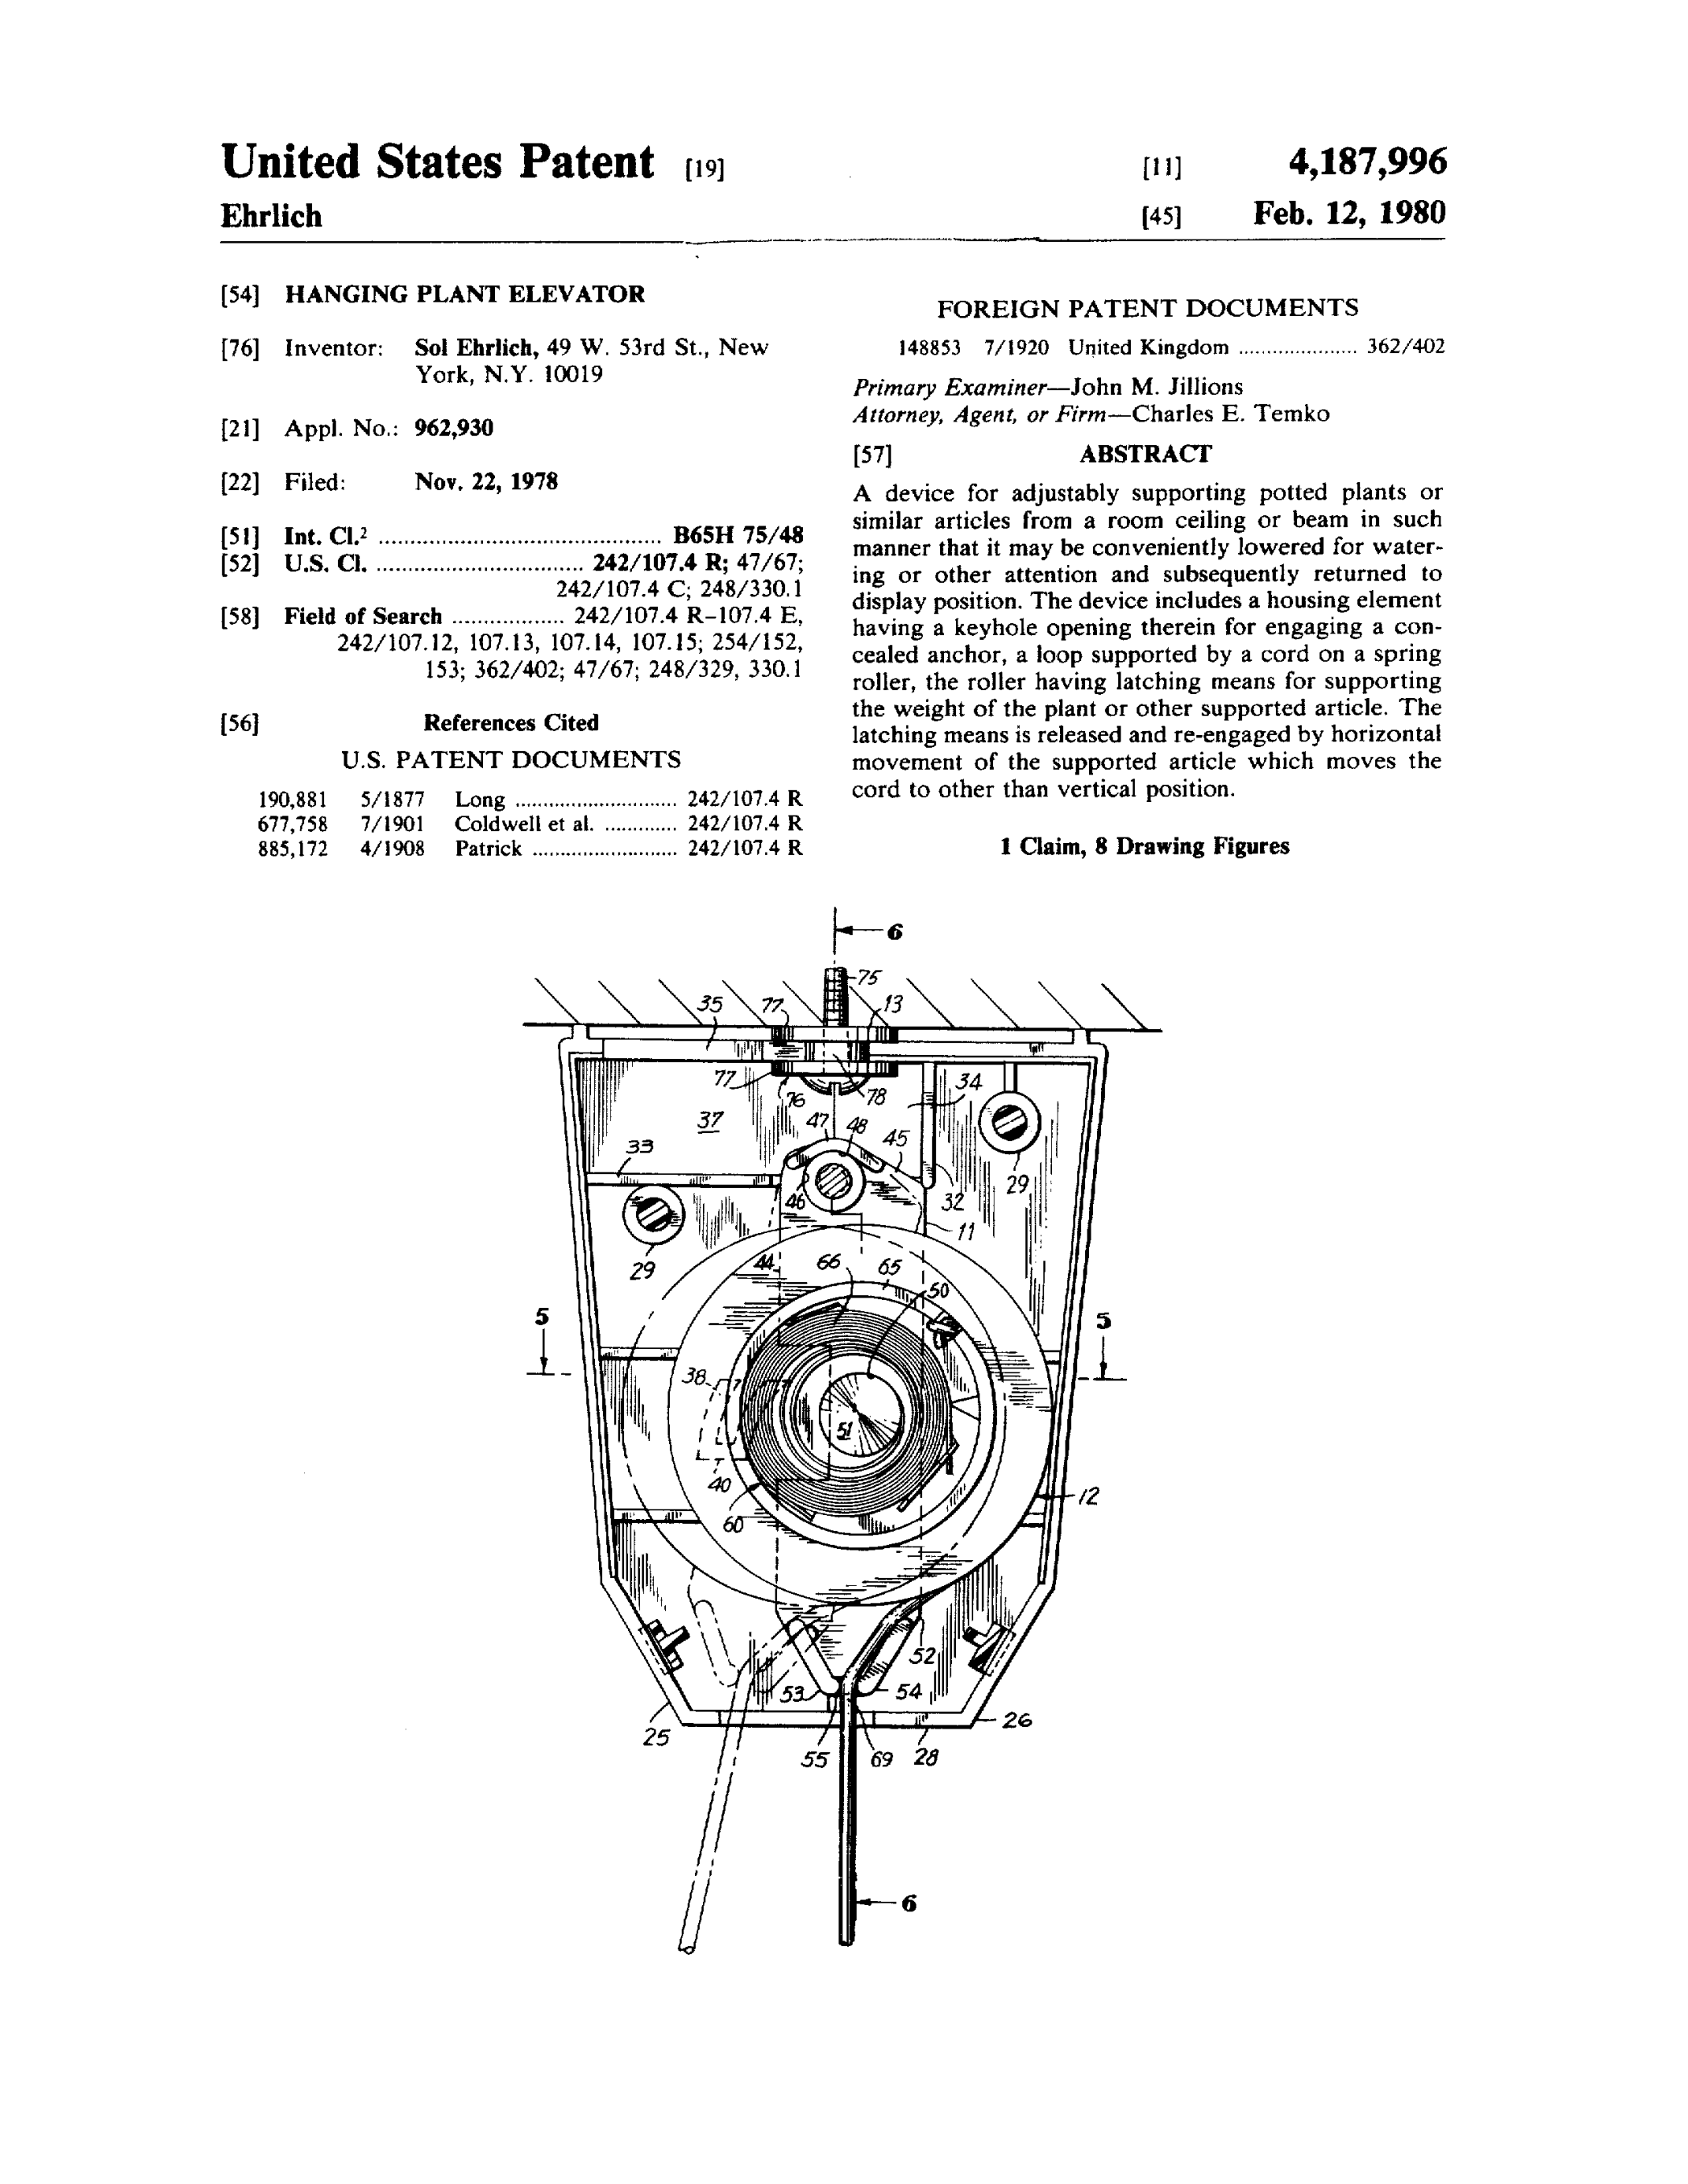 United States Patent [19]
Ehrlich
[11] 4,187,996
[45] Feb. 12, 1980
[54] HANGING PLANT ELEVATOR
[76] Inventor: Sol Ehrlich, 49 W. 53rd St., New
York, N.Y. 10019
[21] Appl. No.: 962,930
[22] Filed: Nov. 22, 1978
[51] Int. Cl.² ............................................. B65H 75/48
[52] U.S. Cl. ................................. 242/107.4 R; 47/67;
242/107.4 C; 248/330.1
[58] Field of Search .................. 242/107.4 R-107.4 E,
242/107.12, 107.13, 107.14, 107.15; 254/152,
153; 362/402; 47/67; 248/329, 330.1
[56] References Cited
U.S. PATENT DOCUMENTS
190,881 5/1877 Long ............................ 242/107.4 R
677,758 7/1901 Coldwell et al. ............. 242/107.4 R
885,172 4/1908 Patrick ......................... 242/107.4 R
FOREIGN PATENT DOCUMENTS
148853 7/1920 United Kingdom .................... 362/402
Primary Examiner—John M. Jillions
Attorney, Agent, or Firm—Charles E. Temko
[57] ABSTRACT
A device for adjustably supporting potted plants or
similar articles from a room ceiling or beam in such
manner that it may be conveniently lowered for water-
ing or other attention and subsequently returned to
display position. The device includes a housing element
having a keyhole opening therein for engaging a con-
cealed anchor, a loop supported by a cord on a spring
roller, the roller having latching means for supporting
the weight of the plant or other supported article. The
latching means is released and re-engaged by horizontal
movement of the supported article which moves the
cord to other than vertical position.
1 Claim, 8 Drawing Figures
6
75
35 77 13
77 76 78 34
37 47 48 45
33
46 32 29
11
29 44 66 65 50
5 5
38
51
40
60 12
52
53 54
25 55 69 28 26
6